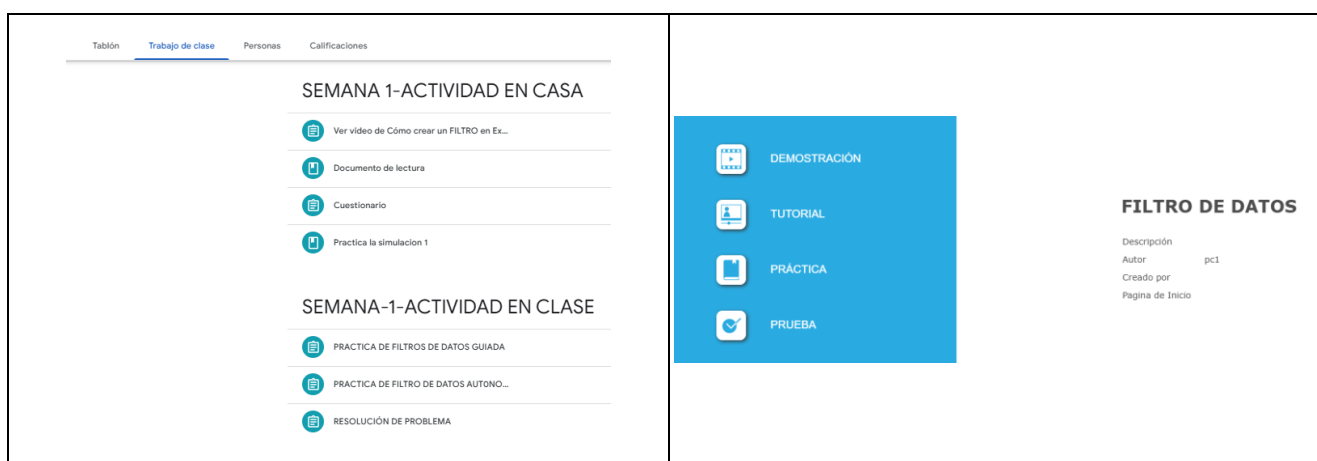 Tablón Trabajo de clase Personas Calificaciones
SEMANA 1-ACTIVIDAD EN CASA
Ver vídeo de Cómo crear un FILTRO en Ex...
Documento de lectura
Cuestionario
Practica la simulacion 1
SEMANA-1-ACTIVIDAD EN CLASE
PRACTICA DE FILTROS DE DATOS GUIADA
PRACTICA DE FILTRO DE DATOS AUT0NO...
RESOLUCIÓN DE PROBLEMA
DEMOSTRACIÓN
TUTORIAL
PRÁCTICA
PRUEBA
FILTRO DE DATOS
Descripción
Autor pc1
Creado por
Pagina de Inicio